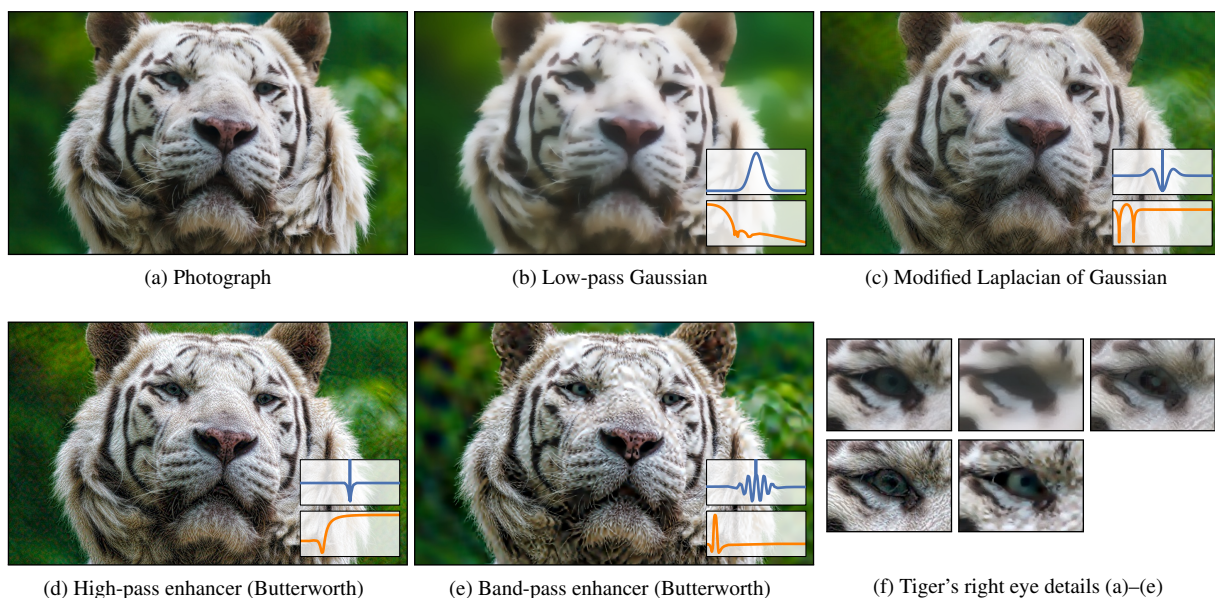 (a) Photograph
(b) Low-pass Gaussian
(c) Modified Laplacian of Gaussian
(d) High-pass enhancer (Butterworth)
(e) Band-pass enhancer (Butterworth)
(f) Tiger's right eye details (a)–(e)